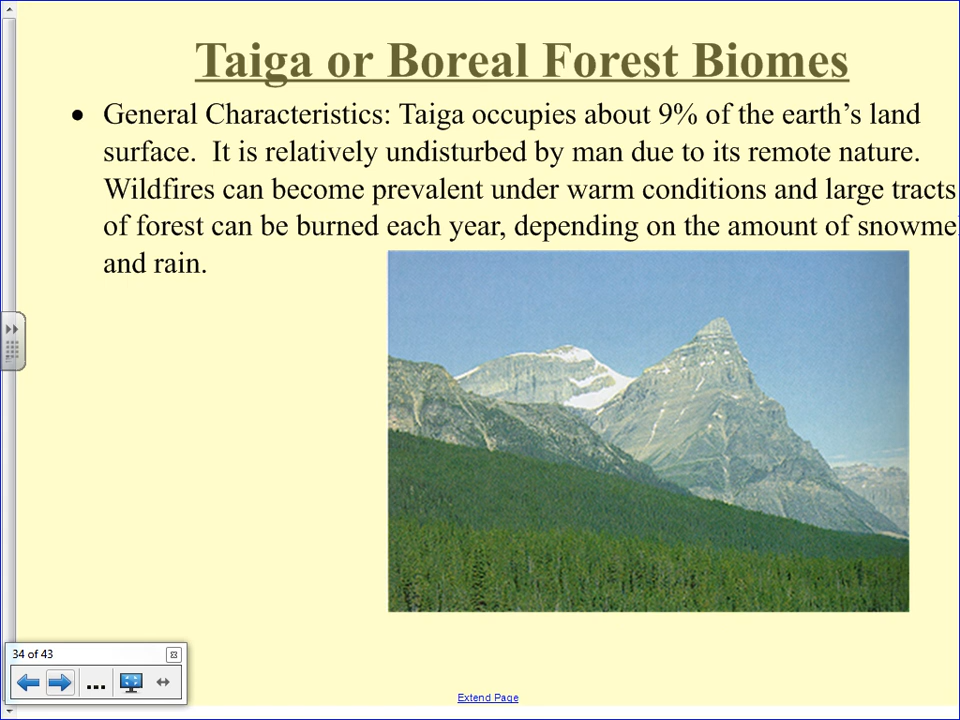 Taiga or Boreal Forest Biomes
• General Characteristics: Taiga occupies about 9% of the earth’s land
surface.  It is relatively undisturbed by man due to its remote nature.
Wildfires can become prevalent under warm conditions and large tracts
of forest can be burned each year, depending on the amount of snowme
and rain.
34 of 43
...
Extend Page